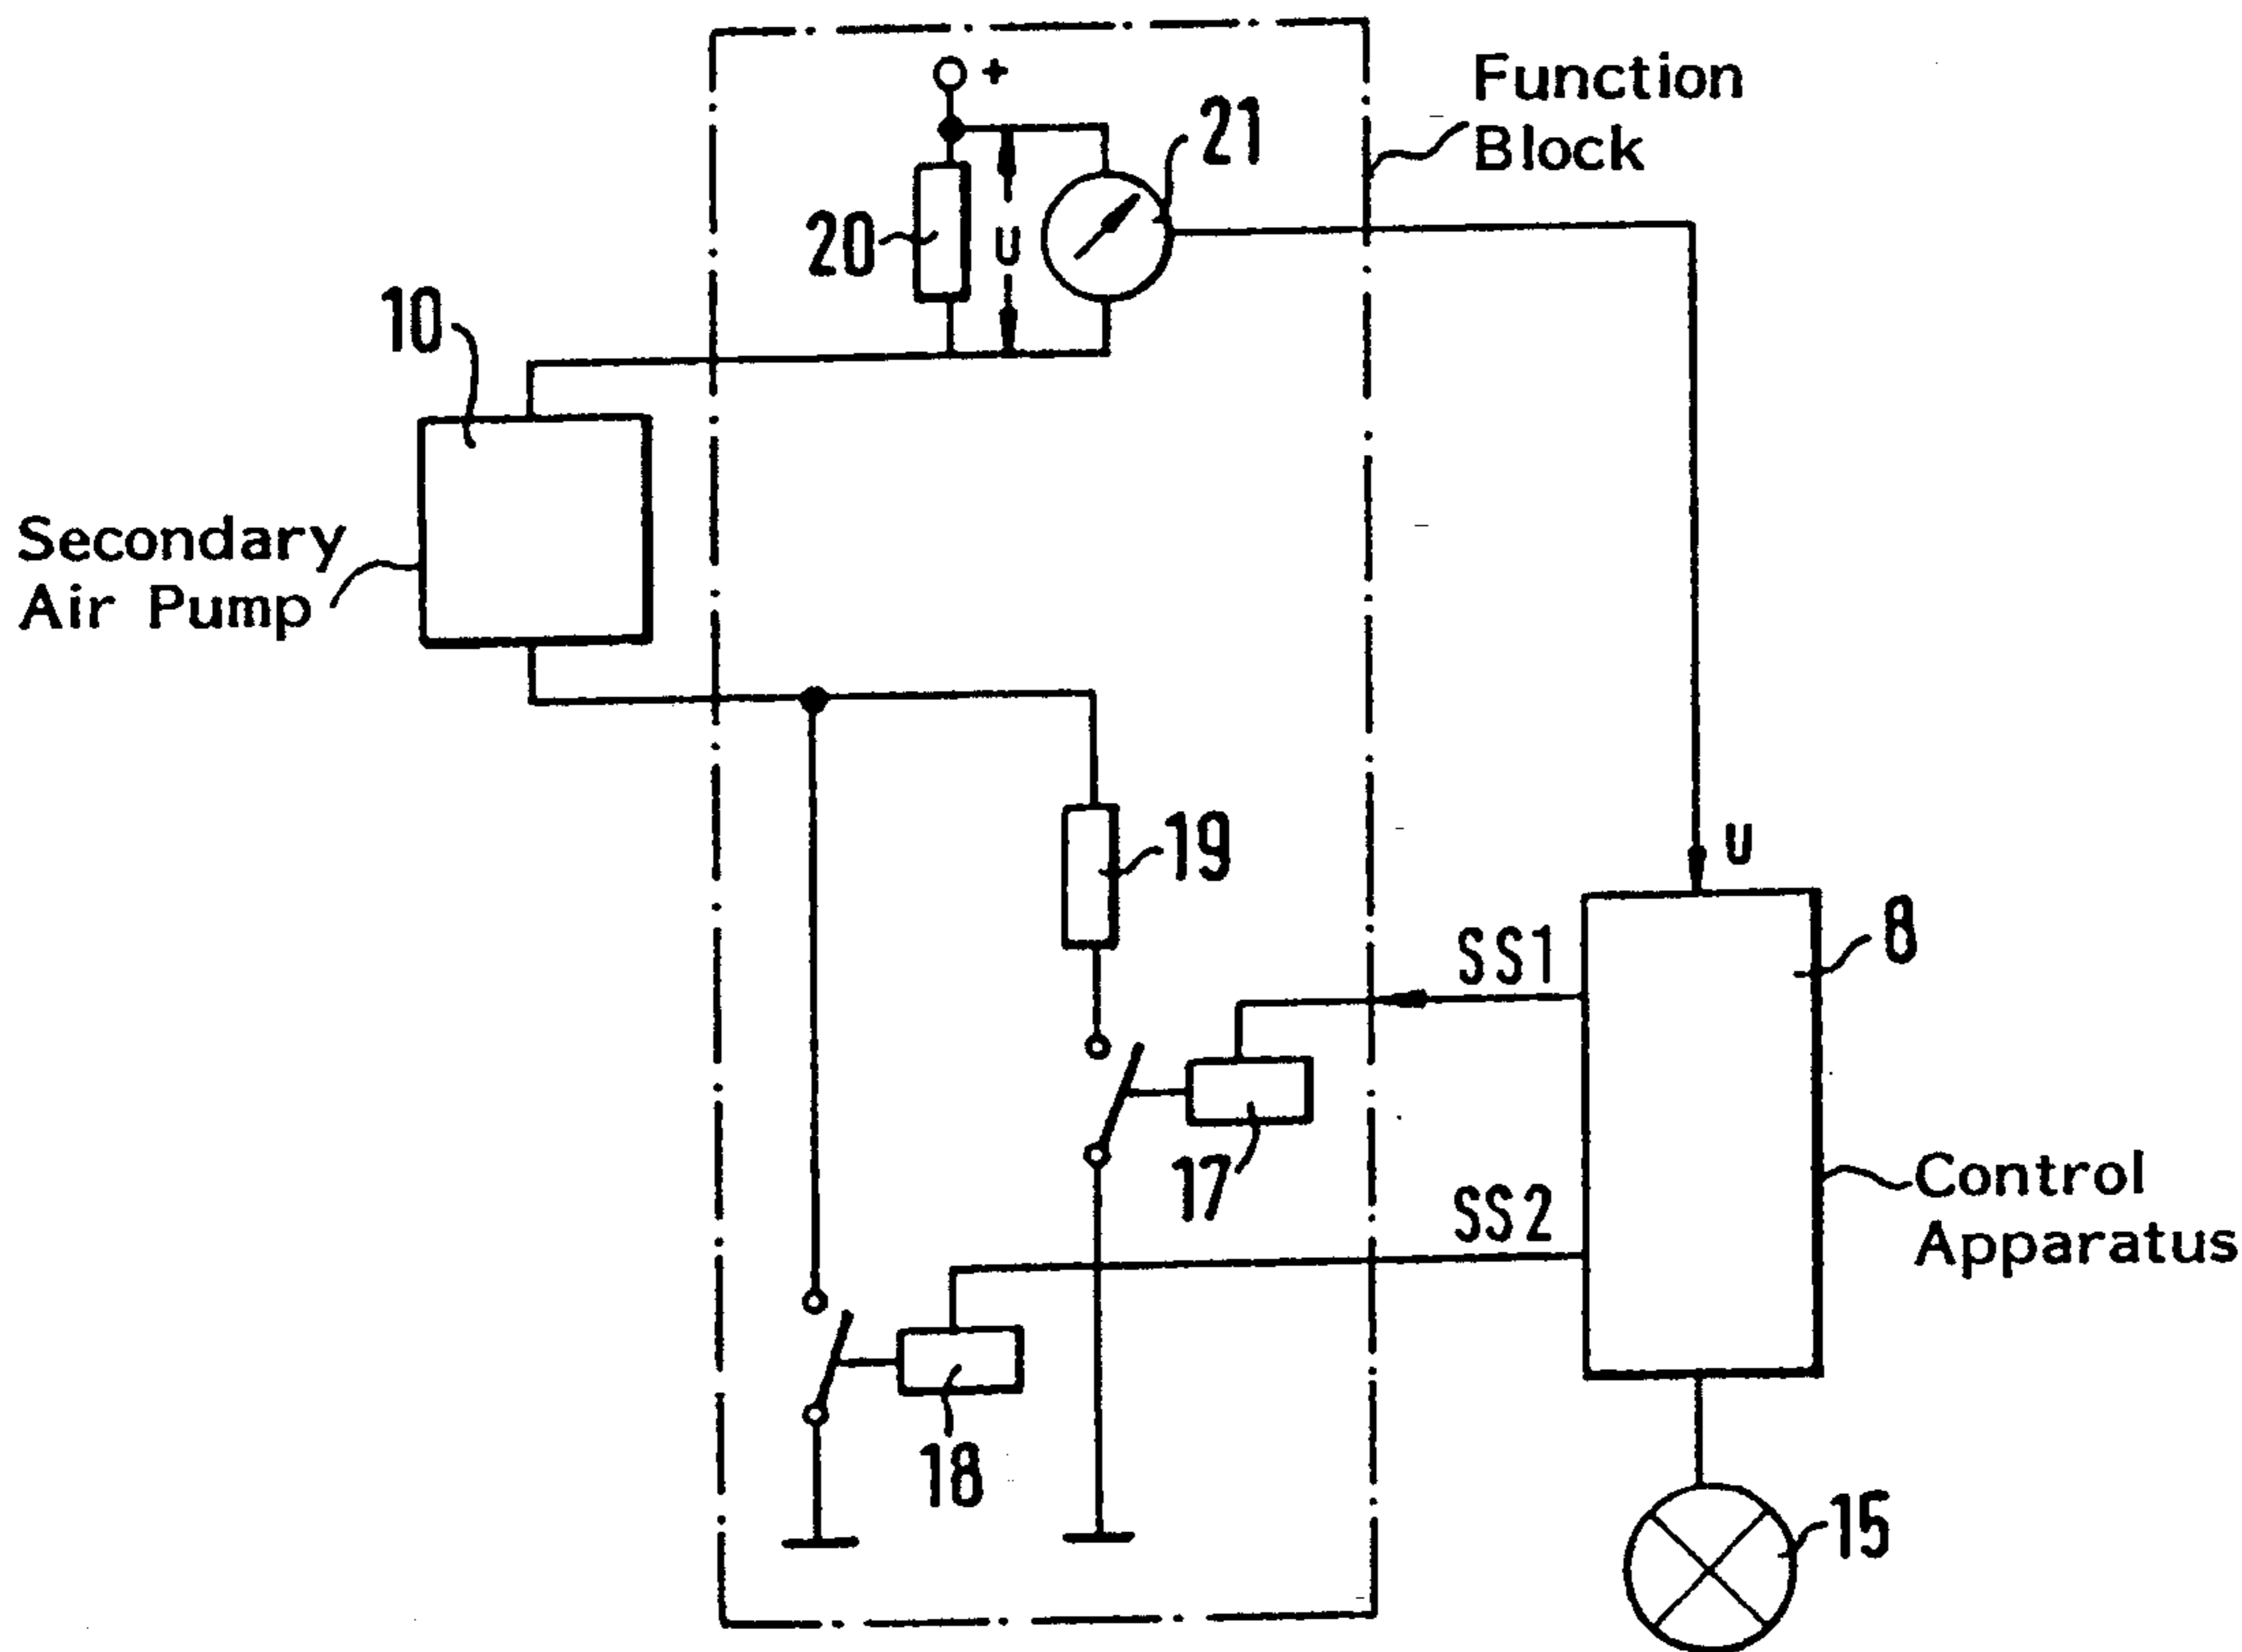 +
Function
Block
21
20
U
10
Secondary
Air Pump
19
U
8
SS1
17
Control
Apparatus
SS2
18
15